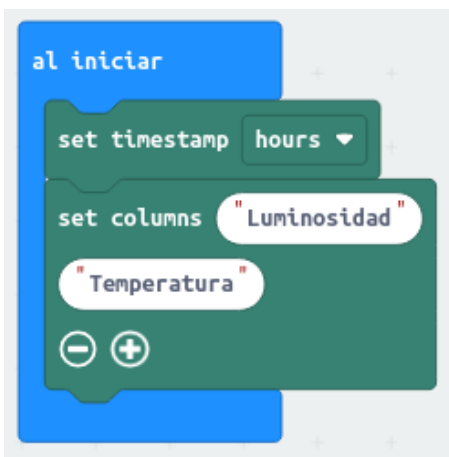 al iniciar
set timestamp hours
set columns "Luminosidad"
"Temperatura"